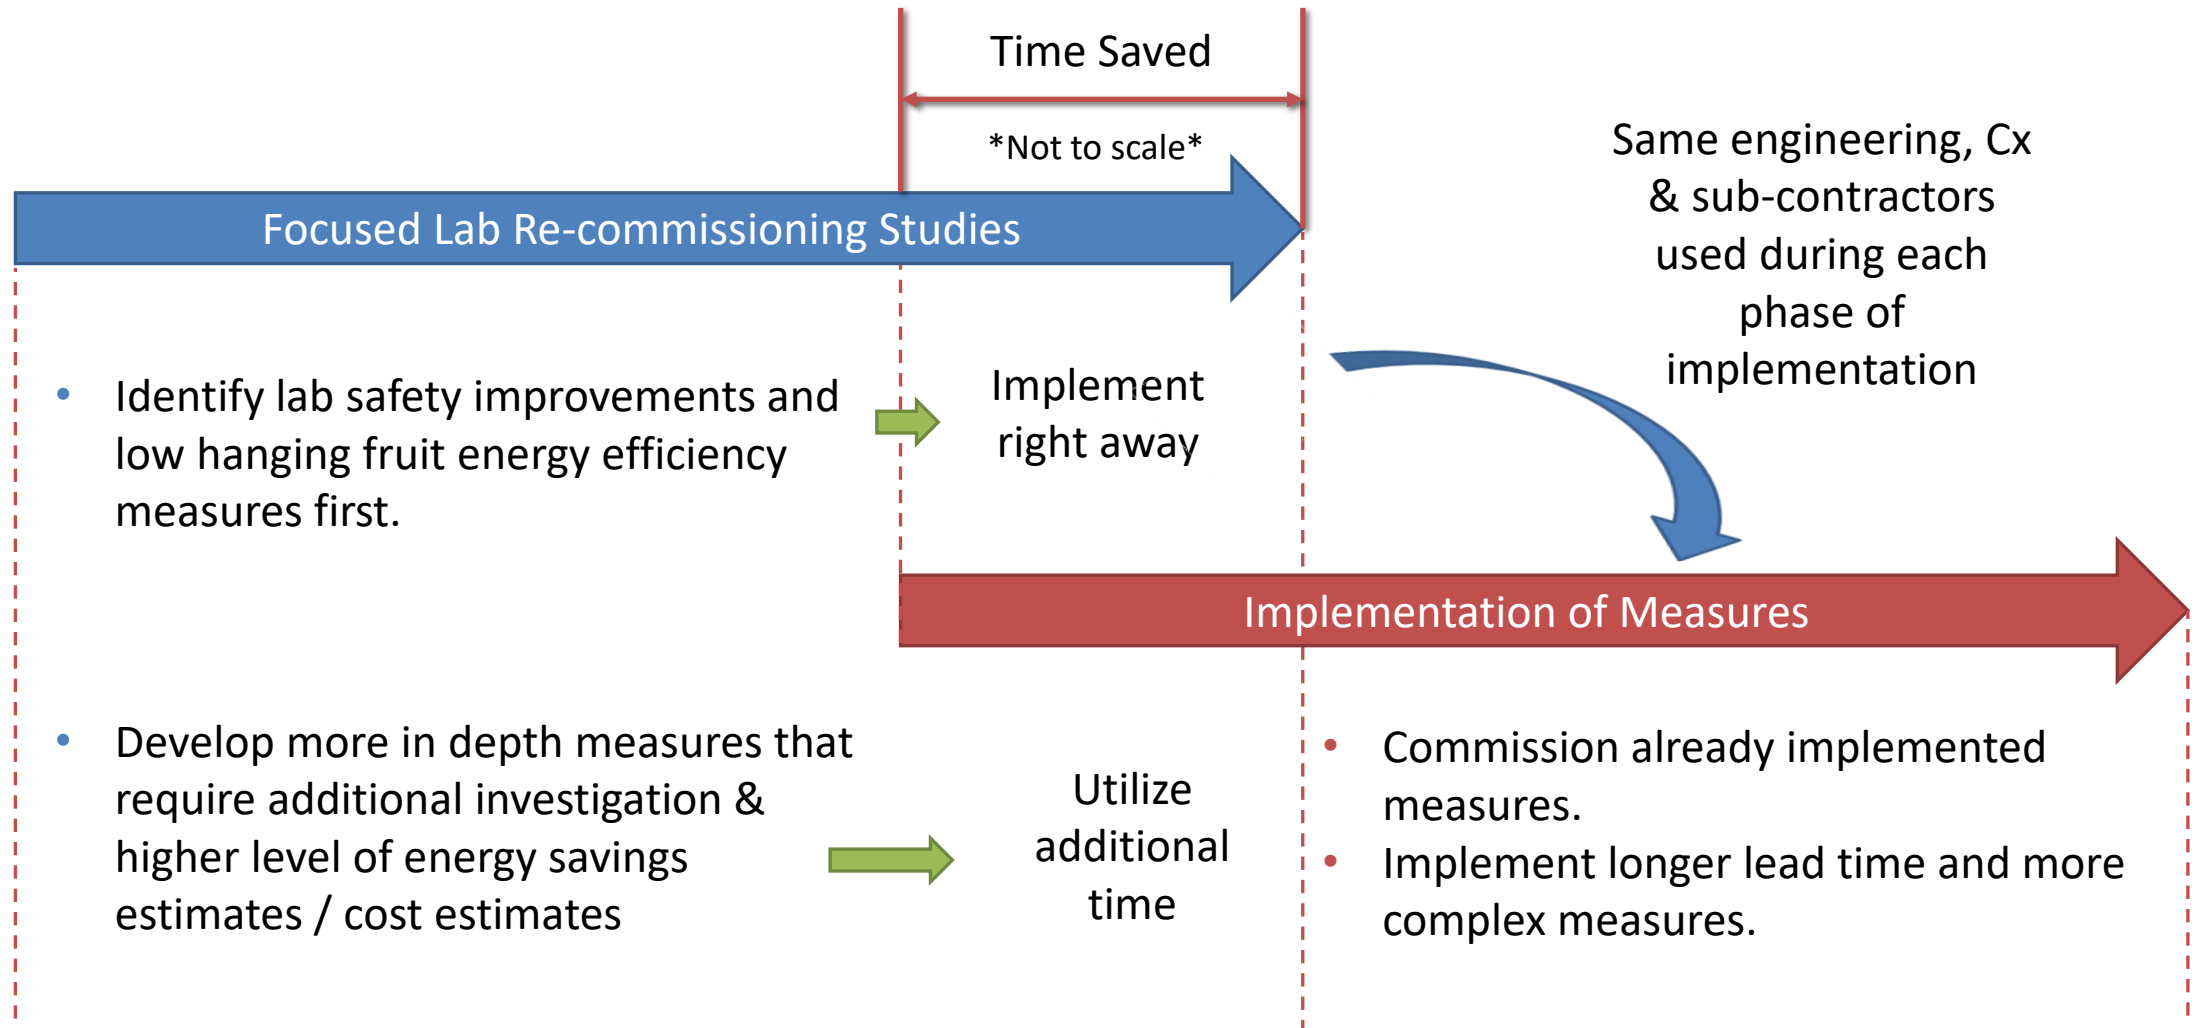 Time Saved
*Not to scale*
Same engineering, Cx
& sub-contractors
used during each
phase of
implementation
Focused Lab Re-commissioning Studies
• Identify lab safety improvements and
low hanging fruit energy efficiency
measures first.
Implement
right away
Implementation of Measures
• Develop more in depth measures that
require additional investigation &
higher level of energy savings
estimates / cost estimates
Utilize
additional
time
• Commission already implemented
measures.
• Implement longer lead time and more
complex measures.